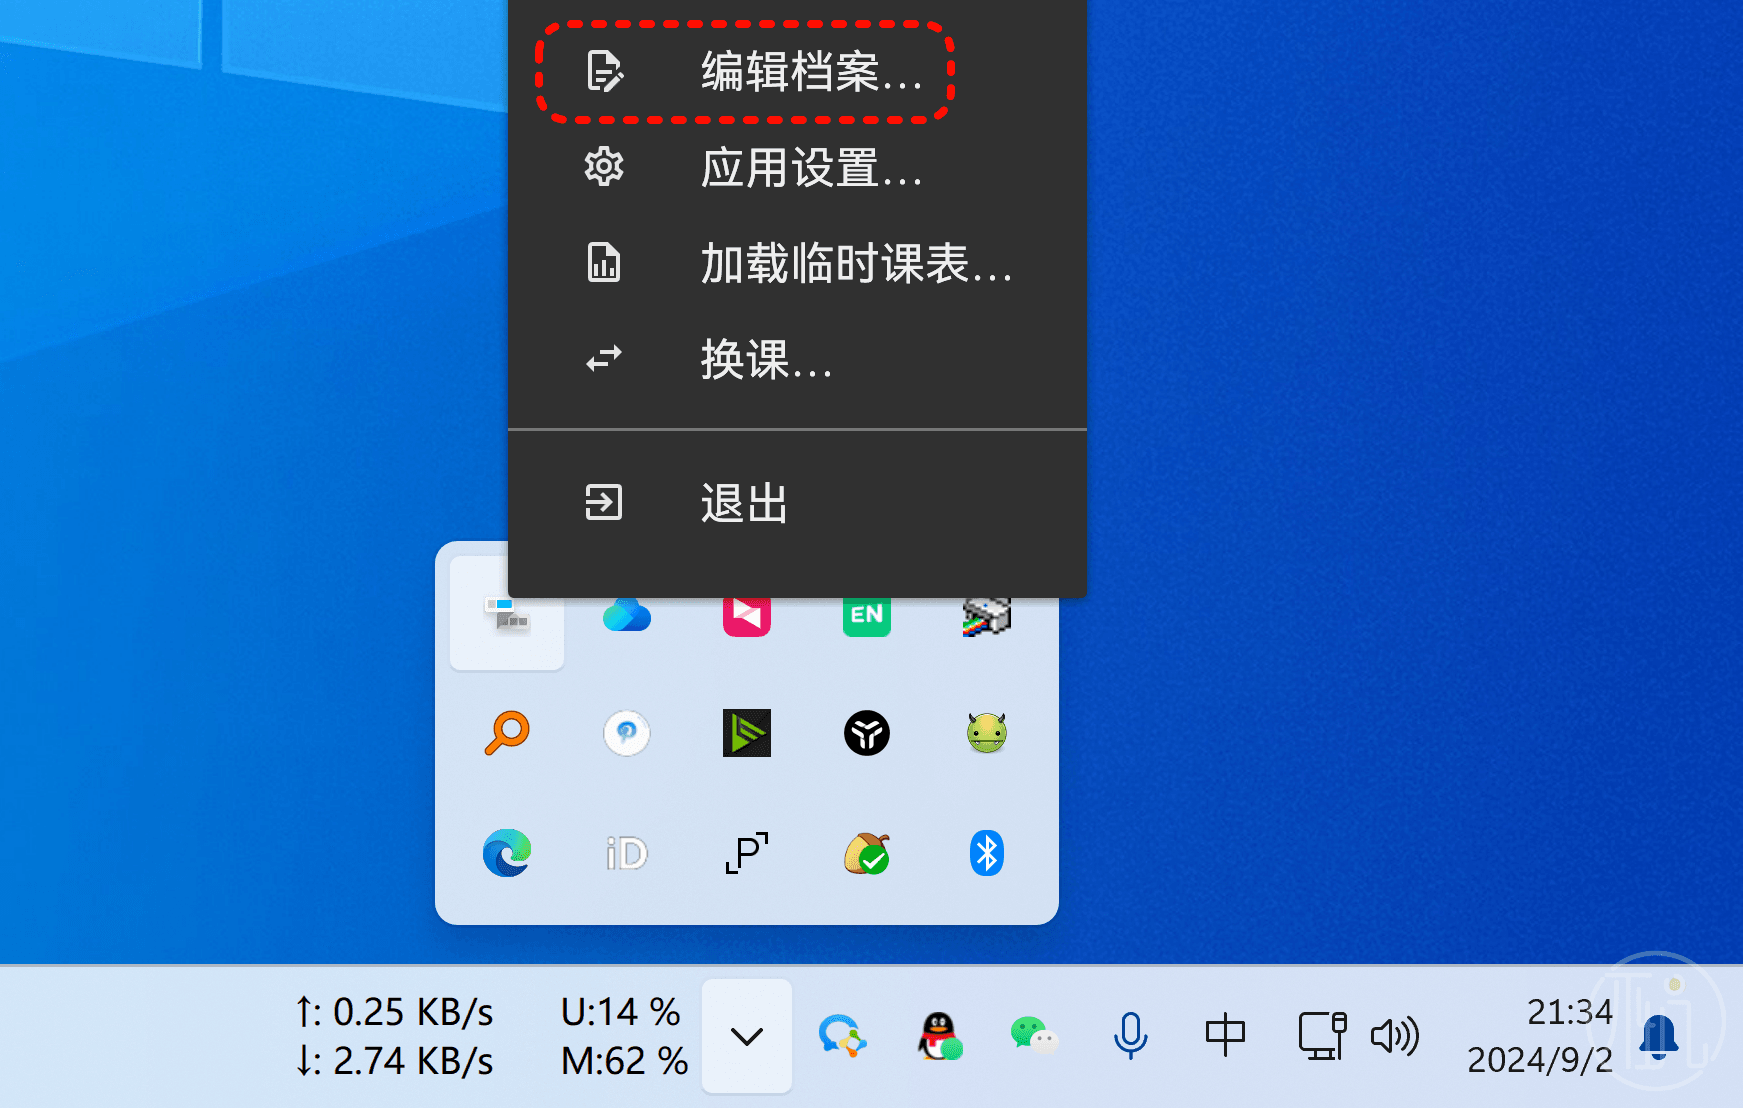 编辑档案...
应用设置...
加载临时课表...
换课...
退出
EN
iD
P
↑: 0.25 KB/s
U:14 %
↓: 2.74 KB/s
M:62 %
中
21:34
2024/9/2